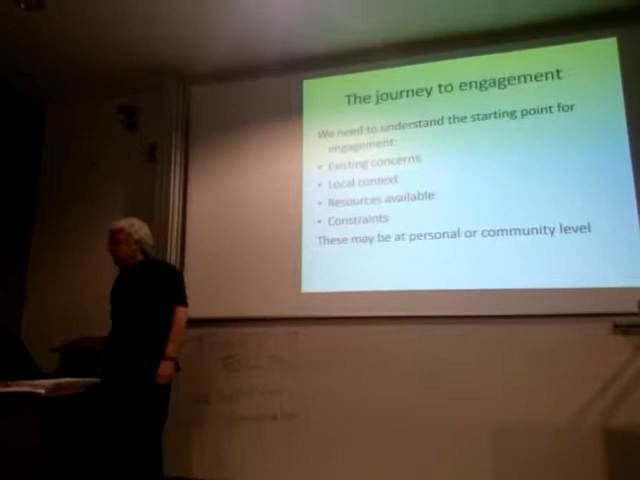 The journey to engagement
We need to understand the starting point for
engagement:
• Existing concerns
• Local context
• Resources available
• Constraints
These may be at personal or community level